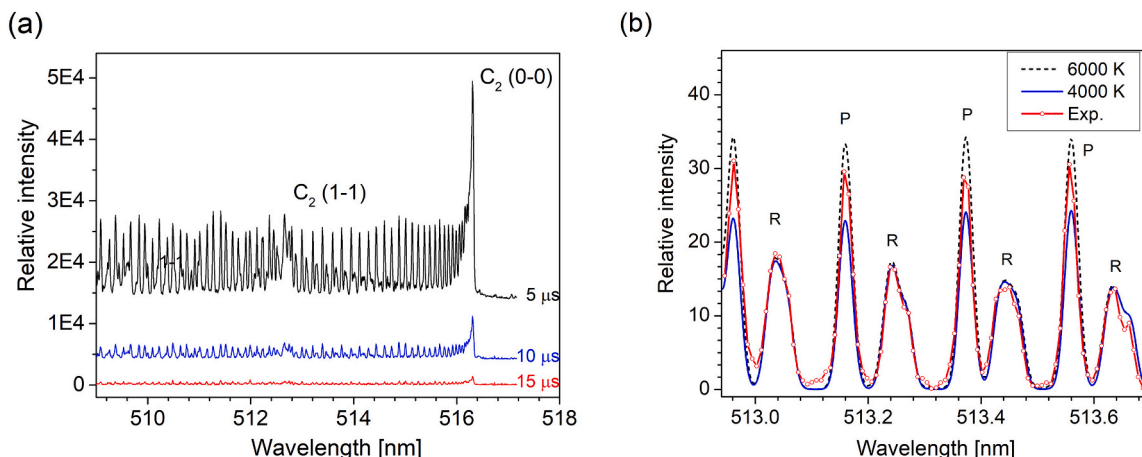 (a)
(b)
Relative intensity
5E4
4E4
3E4
2E4
1E4
0
C₂ (0-0)
C₂ (1-1)
5 μs
10 μs
15 μs
510
512
514
516
518
Wavelength [nm]
Relative intensity
40
30
20
10
0
6000 K
4000 K
Exp.
P
P
P
R
R
R
R
513.0
513.2
513.4
513.6
Wavelength [nm]